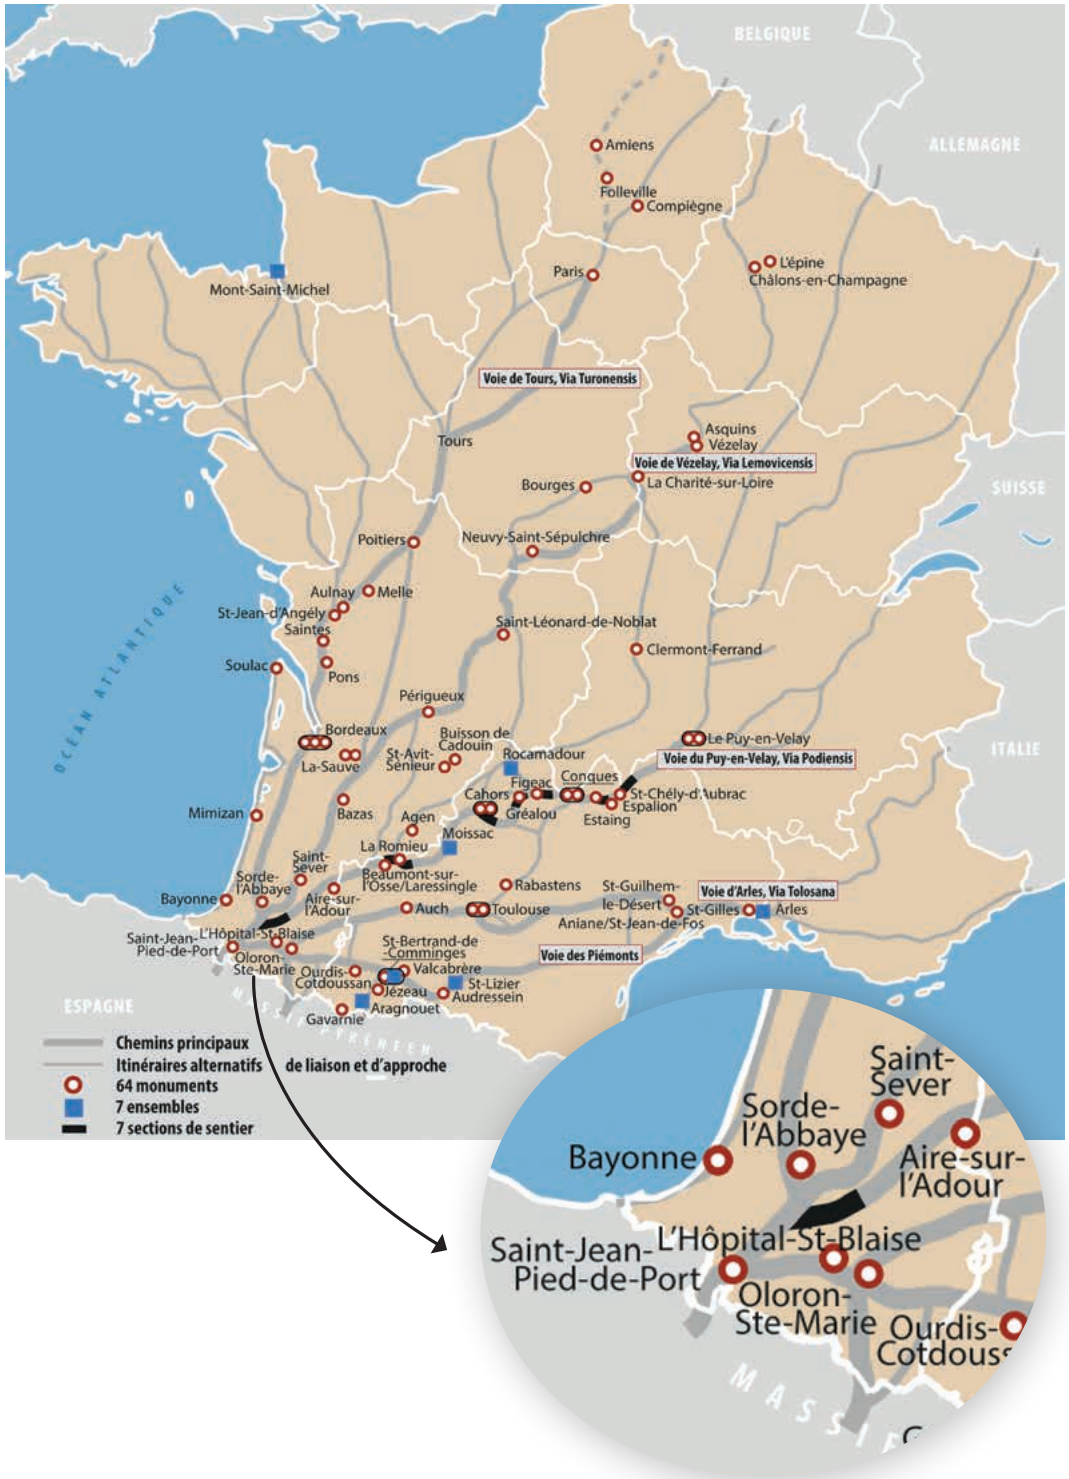 BELGIQUE
ALLEMAGNE
Amiens
Folleville
Compiègne
Paris
L'épine
Châlons-en-Champagne
Mont-Saint-Michel
Voie de Tours, Via Turonensis
Tours
Asquins
Vézelay
Voie de Vézelay, Via Lemovicensis
Bourges
La Charité-sur-Loire
SUISSE
Poitiers
Neuvy-Saint-Sépulchre
Aulnay
Melle
St-Jean-d'Angély
Saintes
Saint-Léonard-de-Noblat
Clermont-Ferrand
Soulac
Pons
OCÉAN ATLANTIQUE
Périgueux
Bordeaux
Buisson de
Cadouin
Le Puy-en-Velay
ITALIE
La-Sauve
St-Avit-
Sénieur
Rocamadour
Voie du Puy-en-Velay, Via Podiensis
Figeac
Conques
Cahors
St-Chély-d'Aubrac
Espalion
Mimizan
Bazas
Gréalou
Estaing
Agen
Moissac
La Romieu
Saint-
Sever
Beaumont-sur-
l'Osse/Laressingle
Sorde-
l'Abbaye
Aire-sur-
l'Adour
Rabastens
St-Guilhem-
le-Désert
Voie d'Arles, Via Tolosana
Bayonne
Auch
Toulouse
St-Gilles
Arles
Aniane/St-Jean-de-Fos
L'Hôpital-St-Blaise
Saint-Jean-
Pied-de-Port
St-Bertrand-de
-Comminges
Voie des Piémonts
Oloron-
Ste-Marie
Ourdis-
Cotdoussan
Valcabrère
St-Lizier
Jézeau
Audressein
Aragnouet
Gavarnie
ESPAGNE
MASSIF PYRÉNÉEN
Chemins principaux
Itinéraires alternatifs de liaison et d'approche
64 monuments
7 ensembles
7 sections de sentier
Saint-
Sever
Sorde-
l'Abbaye
Bayonne
Aire-sur-
l'Adour
L'Hôpital-St-Blaise
Saint-Jean-
Pied-de-Port
Oloron-
Ste-Marie
Ourdis-
Cotdouss
MASSIF
G